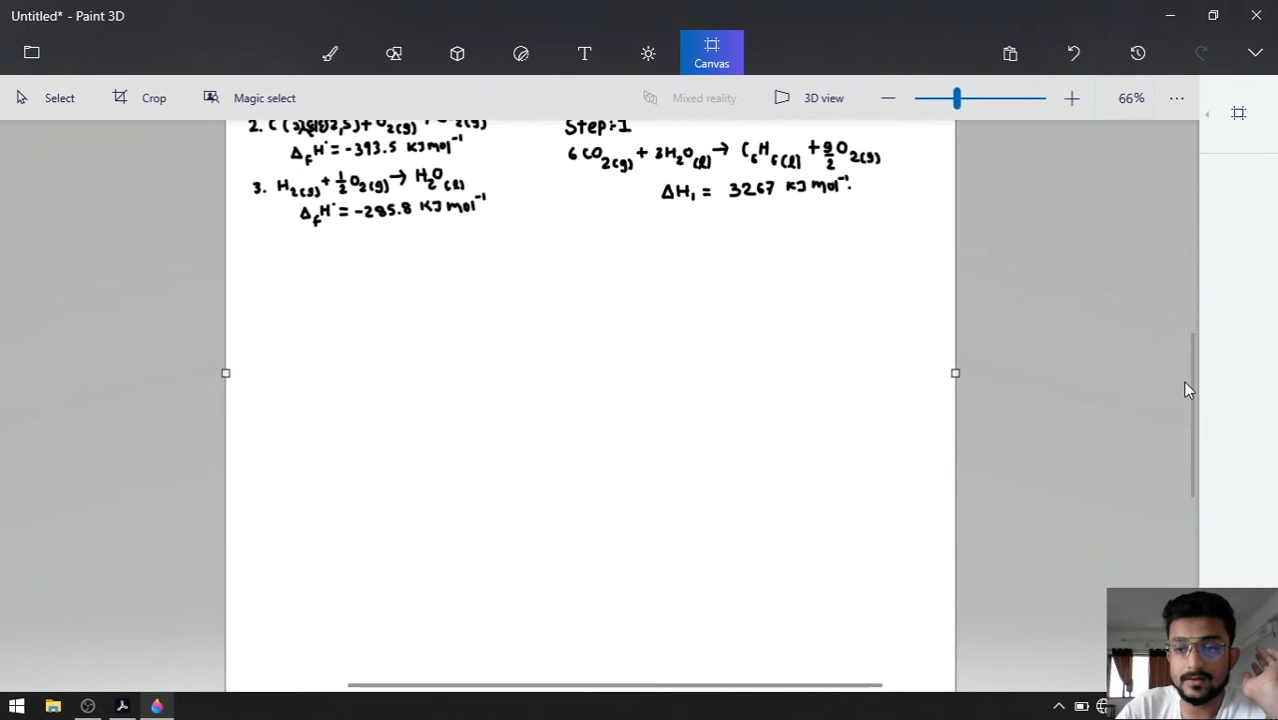 Untitled* - Paint 3D
Canvas
Select
Crop
Magic select
Mixed reality
3D view
66%
ΔfH° = -393.5 KJ mol⁻¹
3. H₂(g) + 1/2 O₂(g) → H₂O(l)
ΔfH° = -285.8 KJ mol⁻¹
Step:-1
6CO₂(g) + 3H₂O(l) → C₆H₆(l) + 9/2 O₂(g)
ΔH₁ = 3267 KJ mol⁻¹